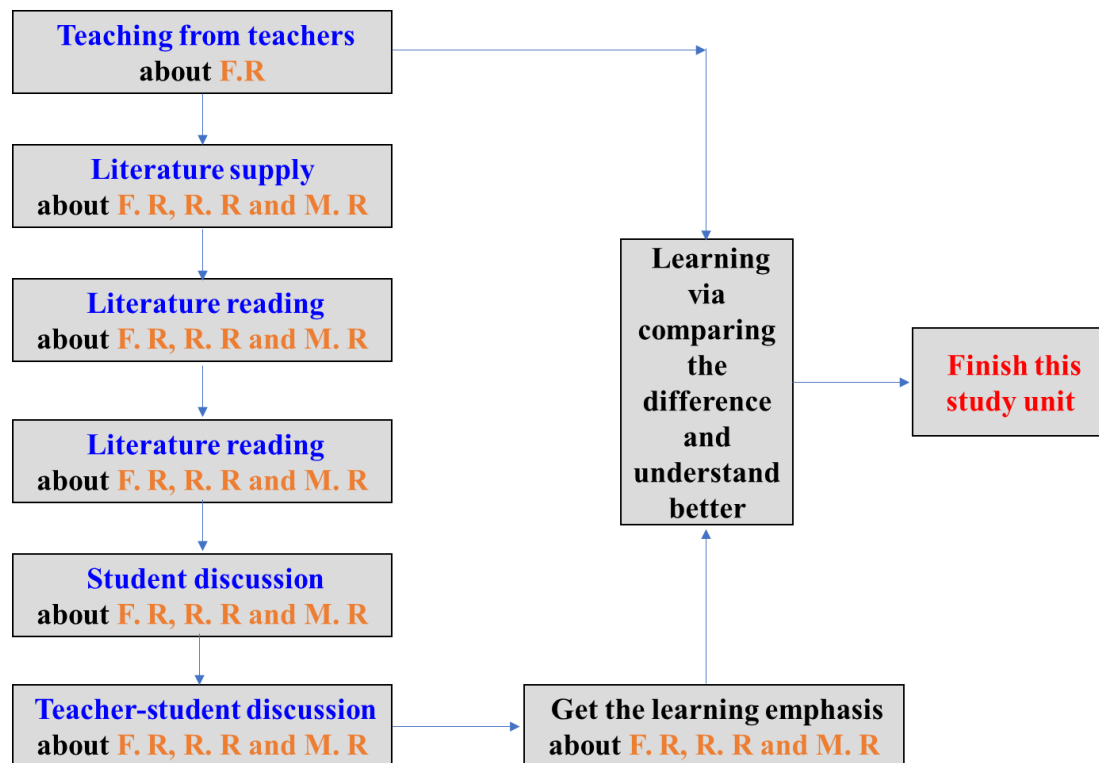 Teaching from teachers
about F.R
Literature supply
about F. R, R. R and M. R
Literature reading
about F. R, R. R and M. R
Literature reading
about F. R, R. R and M. R
Student discussion
about F. R, R. R and M. R
Teacher-student discussion
about F. R, R. R and M. R
Get the learning emphasis
about F. R, R. R and M. R
Learning
via
comparing
the
difference
and
understand
better
Finish this
study unit